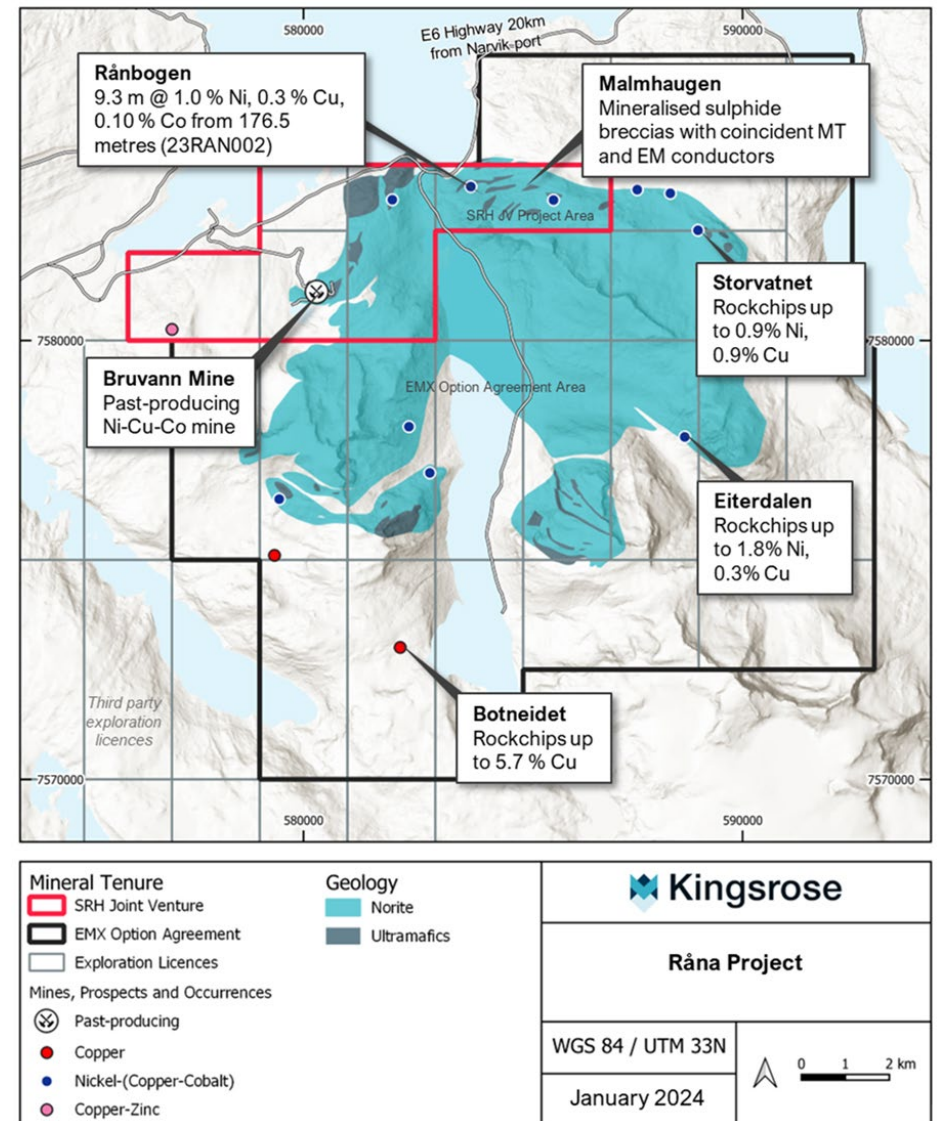 580000
590000
E6 Highway 20km
from Narvik port
Rånbogen
9.3 m @ 1.0 % Ni, 0.3 % Cu,
0.10 % Co from 176.5
metres (23RAN002)
Malmhaugen
Mineralised sulphide
breccias with coincident MT
and EM conductors
SRH JV Project Area
Storvatnet
Rockchips up
to 0.9% Ni,
0.9% Cu
7580000
7580000
Bruvann Mine
Past-producing
Ni-Cu-Co mine
EMX Option Agreement Area
Eiterdalen
Rockchips up
to 1.8% Ni,
0.3% Cu
Third party
exploration
licences
Botneidet
Rockchips up
to 5.7 % Cu
7570000
7570000
580000
590000
Mineral Tenure
SRH Joint Venture
EMX Option Agreement
Exploration Licences
Mines, Prospects and Occurrences
Past-producing
Copper
Nickel-(Copper-Cobalt)
Copper-Zinc
Geology
Norite
Ultramafics
Kingsrose
Råna Project
WGS 84 / UTM 33N
January 2024
0 1 2 km